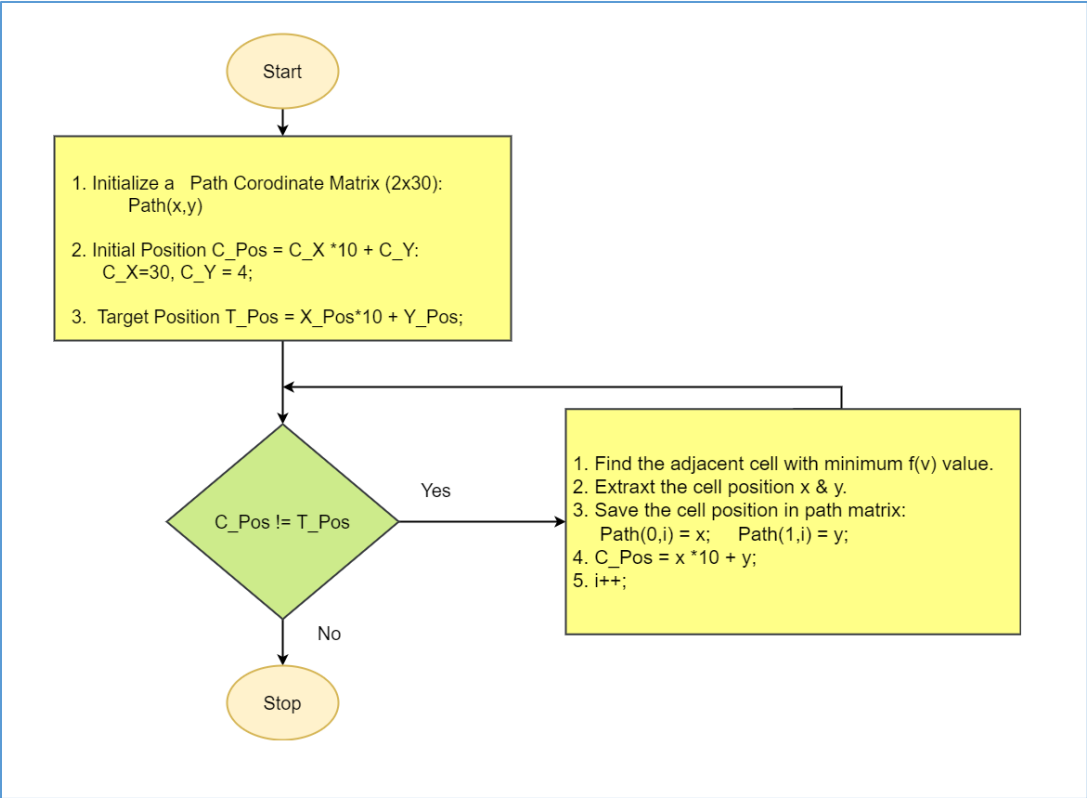 Start
1. Initialize a Path Corodinate Matrix (2x30):
Path(x,y)
2. Initial Position C_Pos = C_X *10 + C_Y:
C_X=30, C_Y = 4;
3. Target Position T_Pos = X_Pos*10 + Y_Pos;
C_Pos != T_Pos
Yes
1. Find the adjacent cell with minimum f(v) value.
2. Extraxt the cell position x & y.
3. Save the cell position in path matrix:
Path(0,i) = x; Path(1,i) = y;
4. C_Pos = x *10 + y;
5. i++;
No
Stop